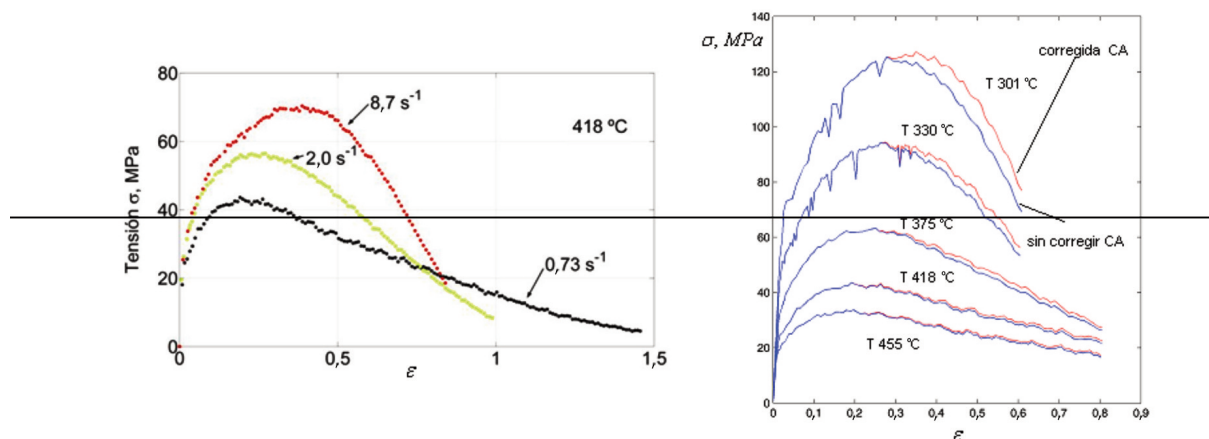 Tensión σ, MPa
80
60
40
20
0
0
0,5
1
1,5
ε
8,7 s⁻¹
2,0 s⁻¹
0,73 s⁻¹
418 ºC
σ, MPa
140
120
100
80
60
40
20
0
0
0,1
0,2
0,3
0,4
0,5
0,6
0,7
0,8
0,9
ε
corregida CA
T 301 ºC
T 330 ºC
T 375 ºC
sin corregir CA
T 418 ºC
T 455 ºC